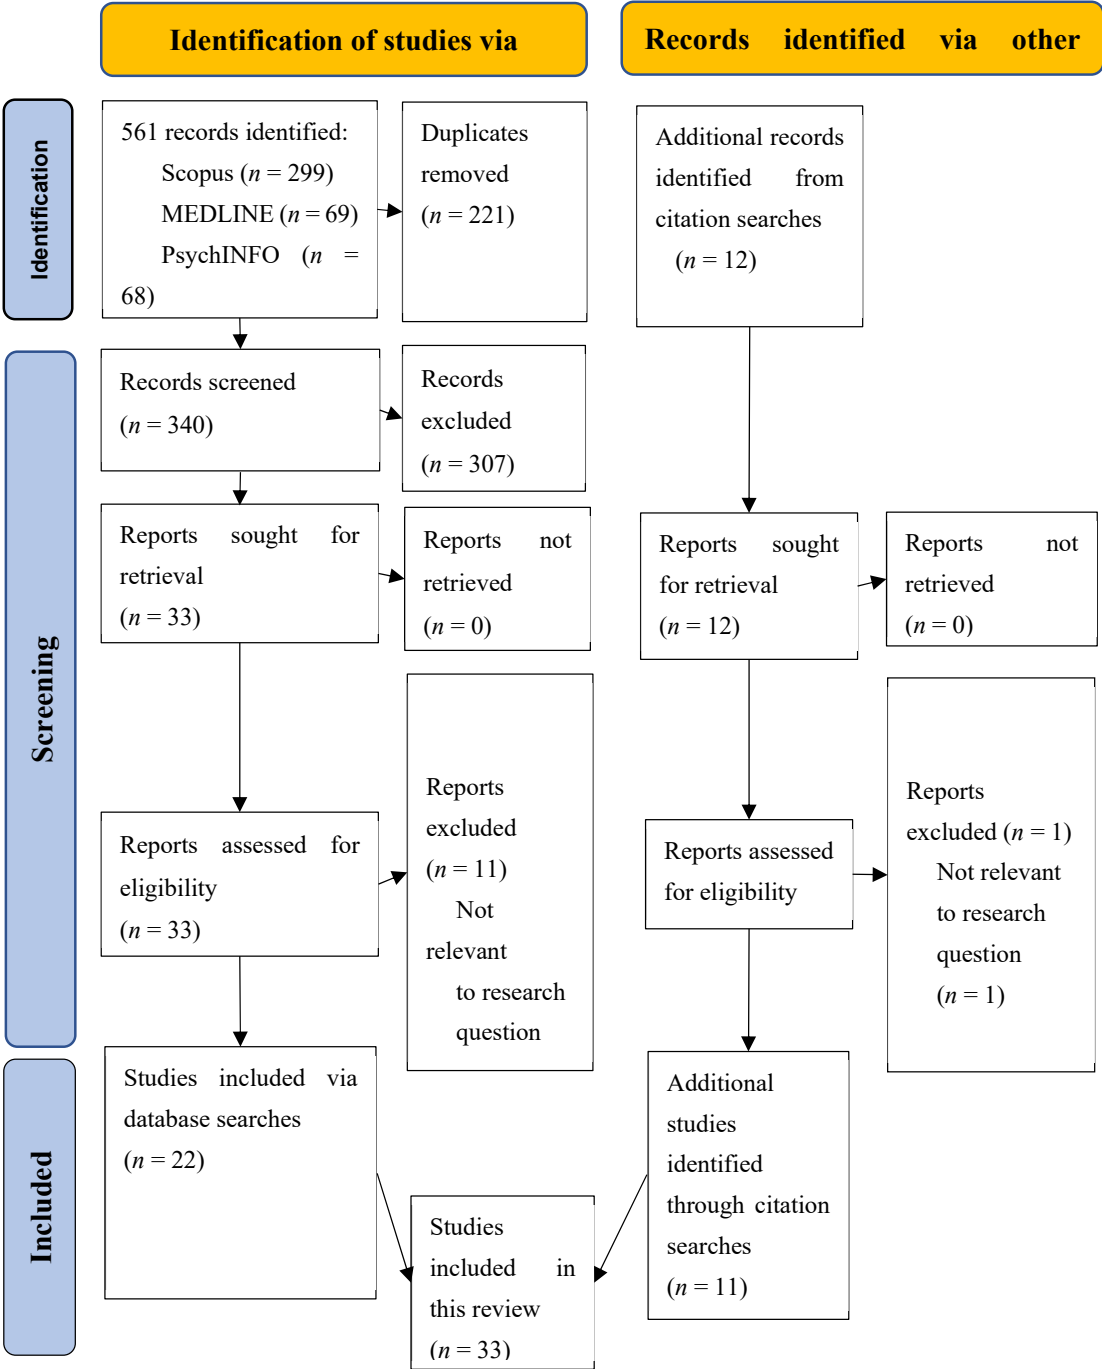 Identification of studies via
Records identified via other
Identification
561 records identified:
Scopus (n = 299)
MEDLINE (n = 69)
PsychINFO (n =
68)
Duplicates
removed
(n = 221)
Additional records
identified from
citation searches
(n = 12)
Screening
Records screened
(n = 340)
Records
excluded
(n = 307)
Reports sought for
retrieval
(n = 33)
Reports not
retrieved
(n = 0)
Reports sought
for retrieval
(n = 12)
Reports not
retrieved
(n = 0)
Reports assessed for
eligibility
(n = 33)
Reports
excluded
(n = 11)
Not
relevant
to research
question
Reports assessed
for eligibility
Reports
excluded (n = 1)
Not relevant
to research
question
(n = 1)
Included
Studies included via
database searches
(n = 22)
Studies
included in
this review
(n = 33)
Additional
studies
identified
through citation
searches
(n = 11)